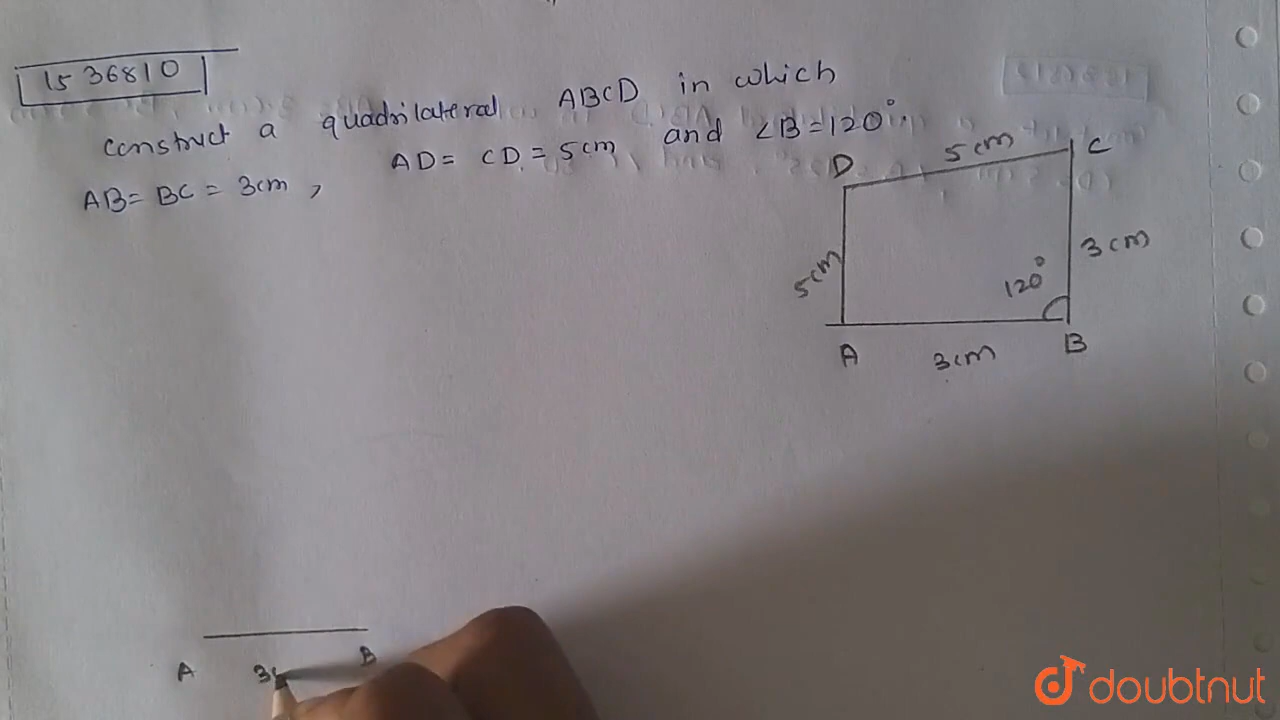 1536810
construct a quadrilateral ABCD in which
AB = BC = 3cm, AD = CD = 5cm and ∠B = 120°.
D 5cm C
5cm 120° 3cm
A 3cm B
A 3 B
doubtnut